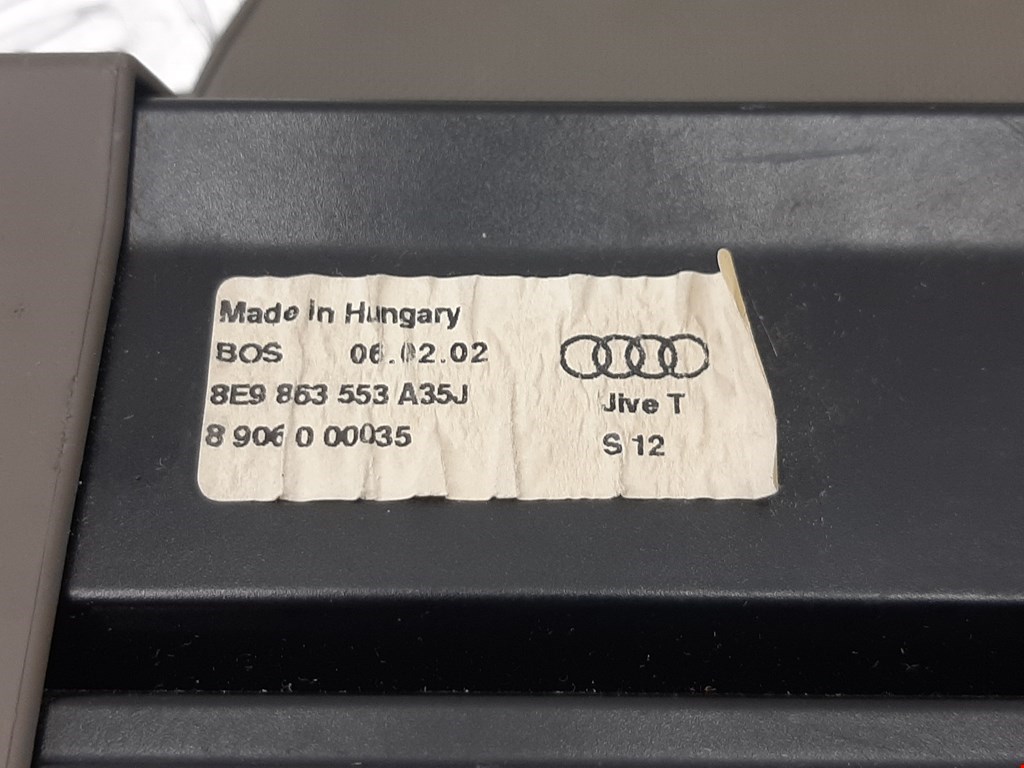 Made in Hungary
BOS 06.02.02
8E9 863 553 A35J
8 906 0 00035
Jive T
S 12